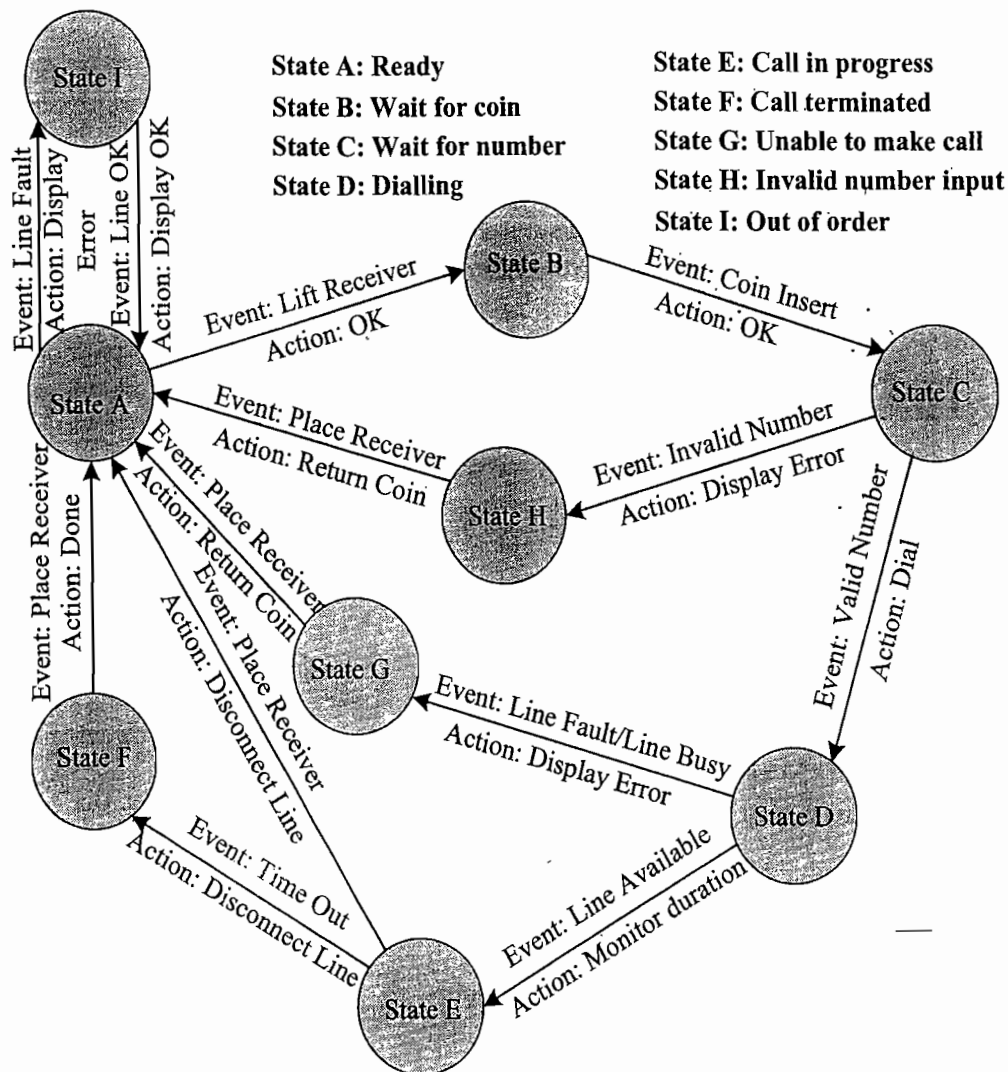 State I
State A: Ready
State B: Wait for coin
State C: Wait for number
State D: Dialling
State E: Call in progress
State F: Call terminated
State G: Unable to make call
State H: Invalid number input
State I: Out of order
Event: Line Fault
Action: Display
Error
Event: Line OK
Action: Display OK
State B
Event: Lift Receiver
Action: OK
Event: Coin Insert
Action: OK
State A
State C
Event: Place Receiver
Action: Return Coin
Event: Invalid Number
Action: Display Error
State H
Event: Place Receiver
Action: Done
Event: Place Receiver
Action: Return Coin
Event: Place Receiver
Action: Disconnect Line
Event: Valid Number
Action: Dial
State G
Event: Line Fault/Line Busy
Action: Display Error
State F
State D
Event: Time Out
Action: Disconnect Line
Event: Line Available
Action: Monitor duration
State E